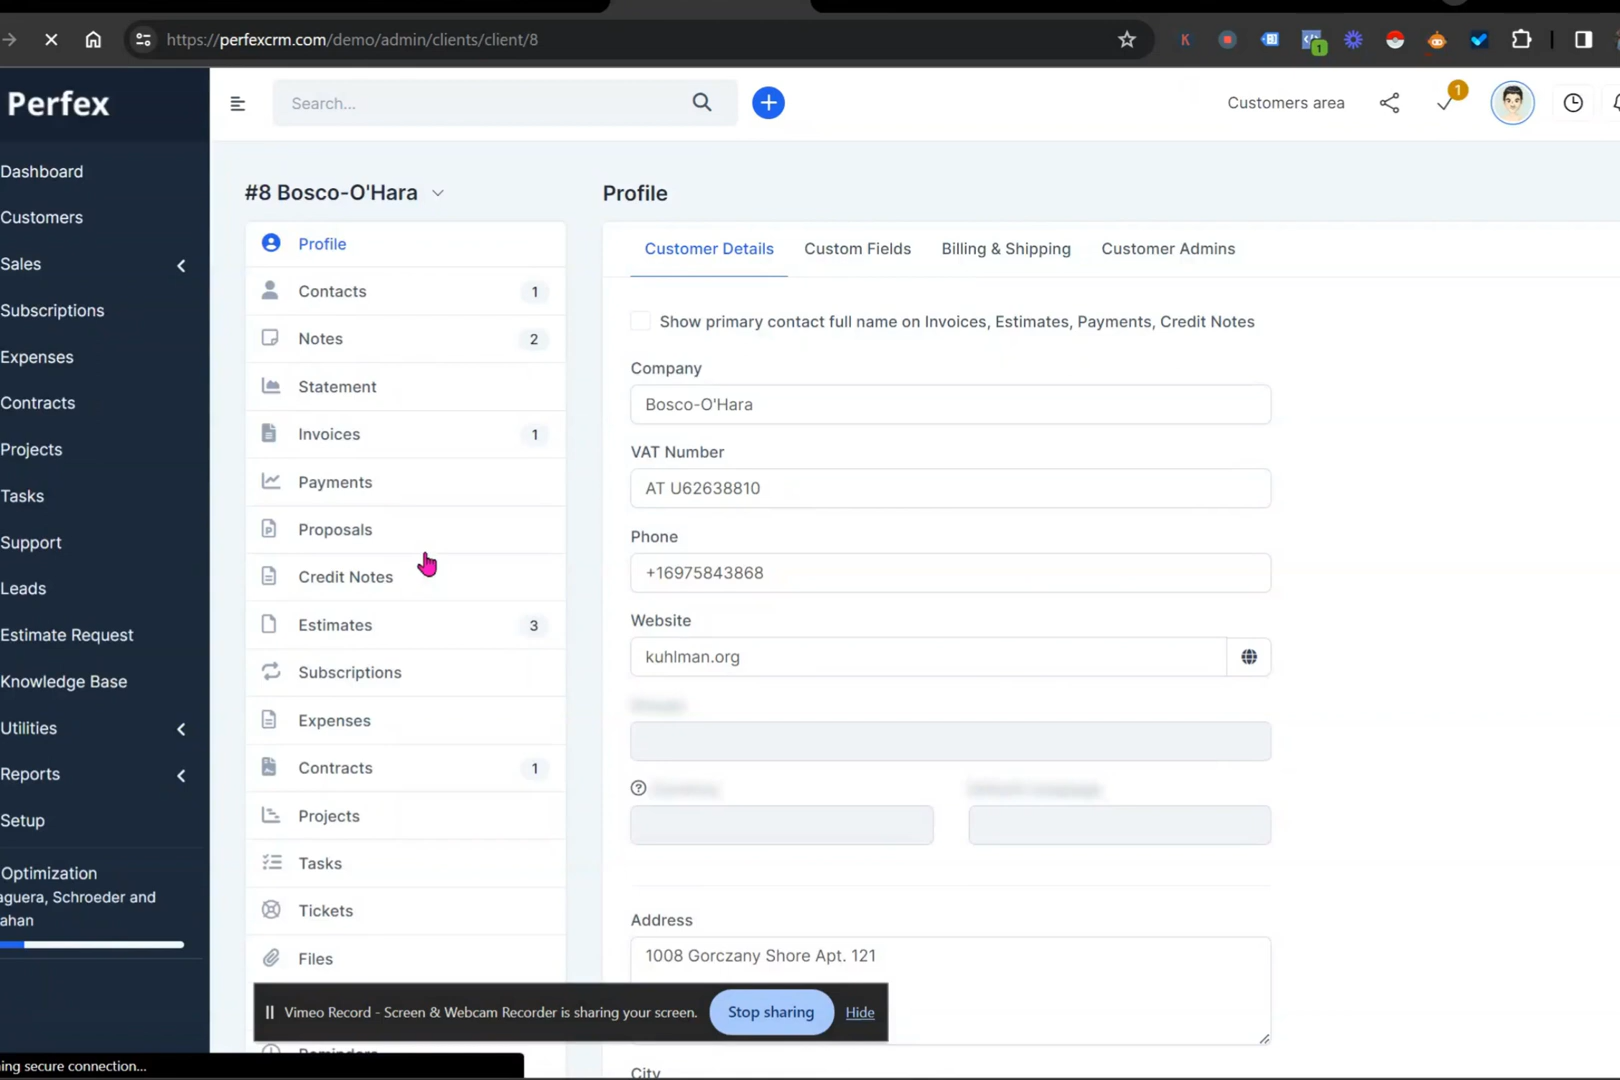 https://perfexcrm.com/demo/admin/clients/client/8
K
1
Perfex
Search...
Customers area
1
Dashboard
Customers
Sales
Subscriptions
Expenses
Contracts
Projects
Tasks
Support
Leads
Estimate Request
Knowledge Base
Utilities
Reports
Setup
Optimization
aguera, Schroeder and
ahan
#8 Bosco-O'Hara
Profile
Contacts 1
Notes 2
Statement
Invoices 1
Payments
Proposals
Credit Notes
Estimates 3
Subscriptions
Expenses
Contracts 1
Projects
Tasks
Tickets
Files
Profile
Customer Details Custom Fields Billing & Shipping Customer Admins
Show primary contact full name on Invoices, Estimates, Payments, Credit Notes
Company
Bosco-O'Hara
VAT Number
AT U62638810
Phone
+16975843868
Website
kuhlman.org
Address
1008 Gorczany Shore Apt. 121
City
Vimeo Record - Screen & Webcam Recorder is sharing your screen. Stop sharing Hide
ing secure connection...